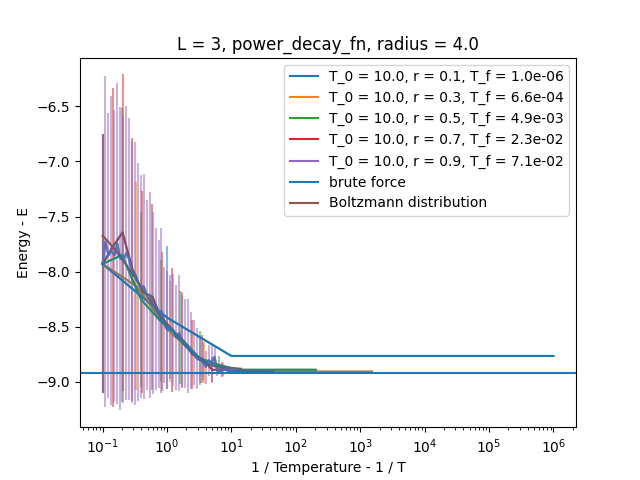 L = 3, power_decay_fn, radius = 4.0
T_0 = 10.0, r = 0.1, T_f = 1.0e-06
T_0 = 10.0, r = 0.3, T_f = 6.6e-04
T_0 = 10.0, r = 0.5, T_f = 4.9e-03
T_0 = 10.0, r = 0.7, T_f = 2.3e-02
T_0 = 10.0, r = 0.9, T_f = 7.1e-02
brute force
Boltzmann distribution
Energy - E
−6.5
−7.0
−7.5
−8.0
−8.5
−9.0
10⁻¹ 10⁰ 10¹ 10² 10³ 10⁴ 10⁵ 10⁶
1 / Temperature - 1 / T